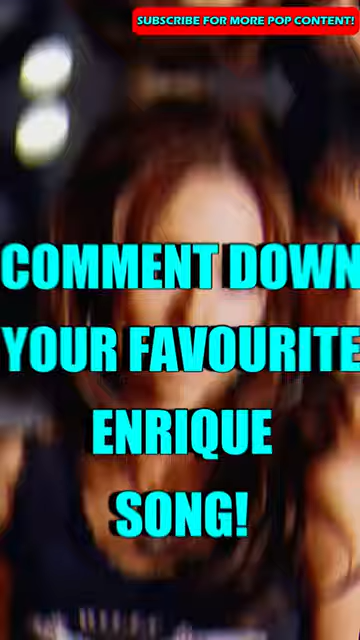 SUBSCRIBE FOR MORE POP CONTENT!
COMMENT DOWN
YOUR FAVOURITE
ENRIQUE
SONG!